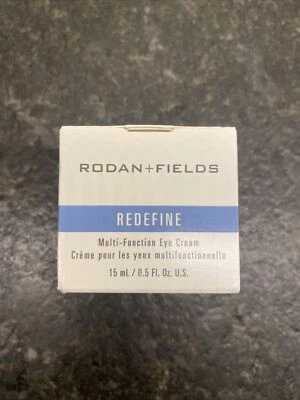 RODAN+FIELDS
REDEFINE
Multi-Function Eye Cream
Crème pour les yeux multifonctionnelle
15 mL / 0.5 Fl. Oz. U.S.